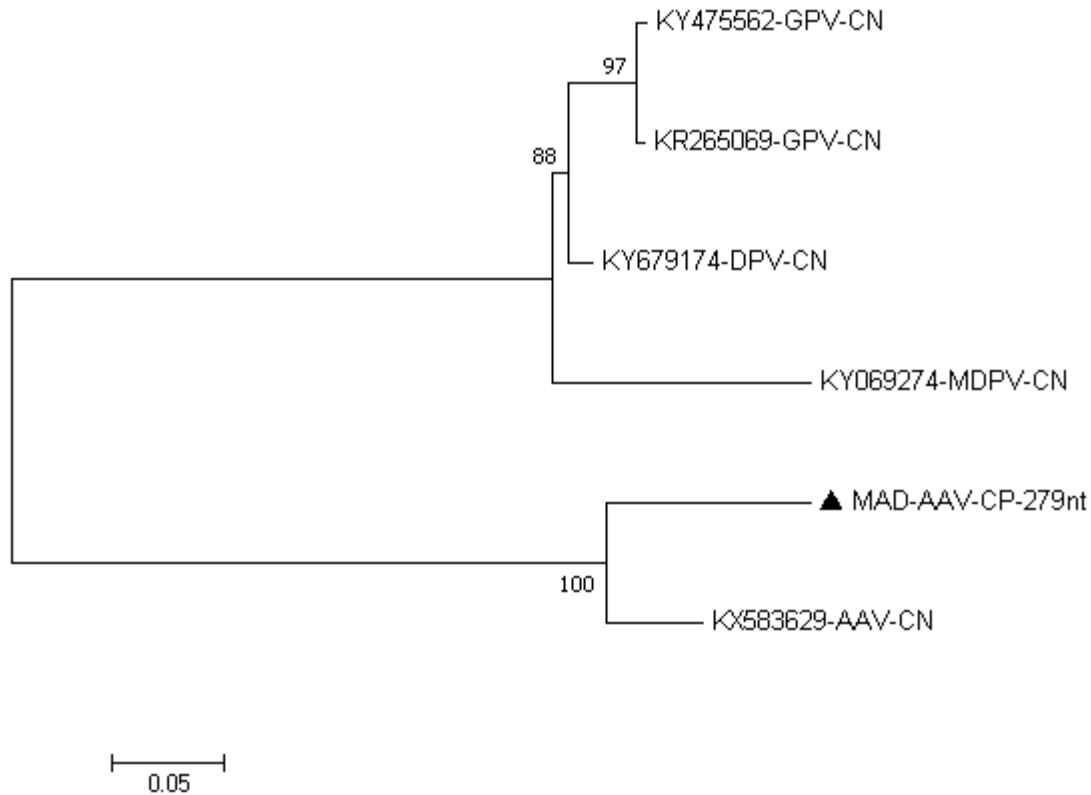 KY475562-GPV-CN
97
KR265069-GPV-CN
88
KY679174-DPV-CN
KY069274-MDPV-CN
MAD-AAV-CP-279nt
100
KX583629-AAV-CN
0.05